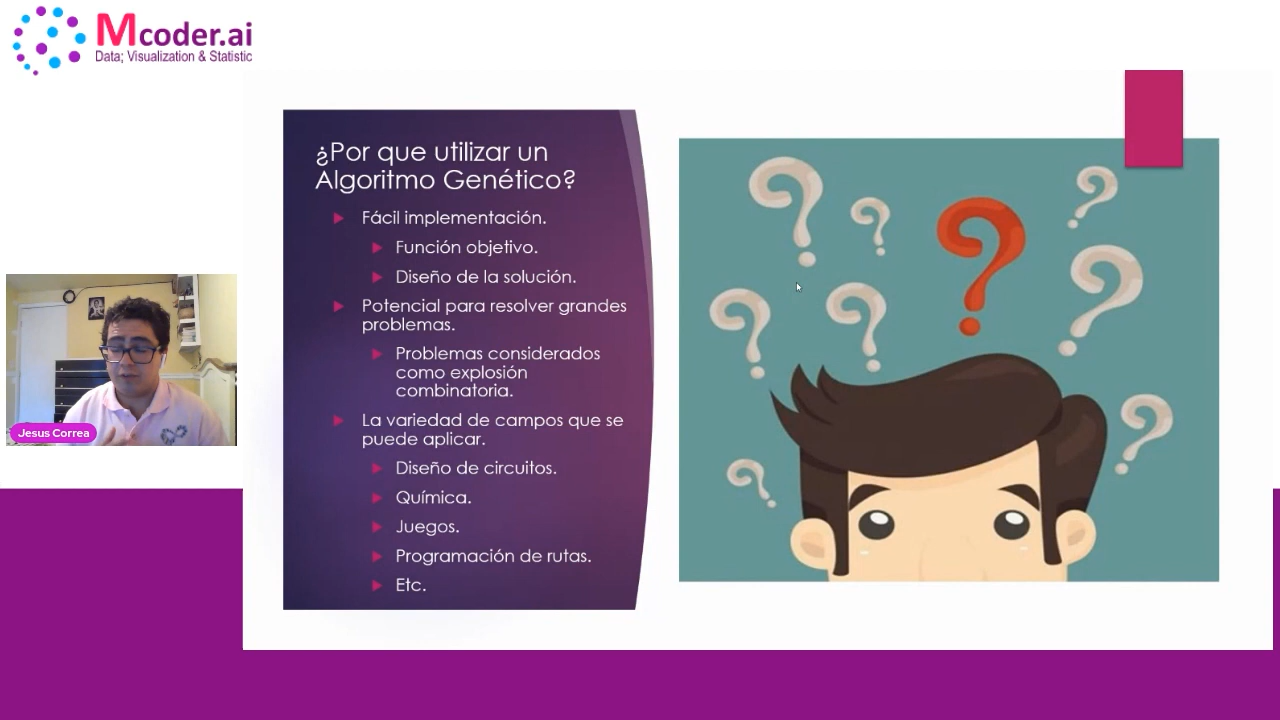 Mcoder.ai
Data; Visualization & Statistic
¿Por que utilizar un
Algoritmo Genético?
Fácil implementación.
Función objetivo.
Diseño de la solución.
Potencial para resolver grandes
problemas.
Problemas considerados
como explosión
combinatoria.
La variedad de campos que se
puede aplicar.
Diseño de circuitos.
Química.
Juegos.
Programación de rutas.
Etc.
? ? ? ? ? ? ? ? ? ?
Jesus Correa